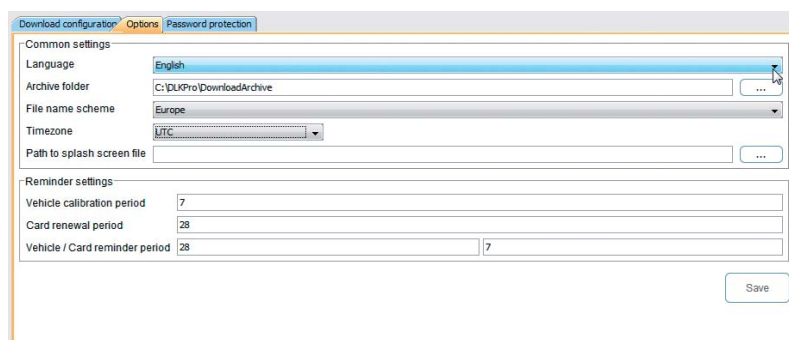 Download configuration Options Password protection
Common settings
Language English
Archive folder C:\DLKPro\DownloadArchive ...
File name scheme Europe
Timezone UTC
Path to splash screen file ...
Reminder settings
Vehicle calibration period 7
Card renewal period 28
Vehicle / Card reminder period 28 7
Save